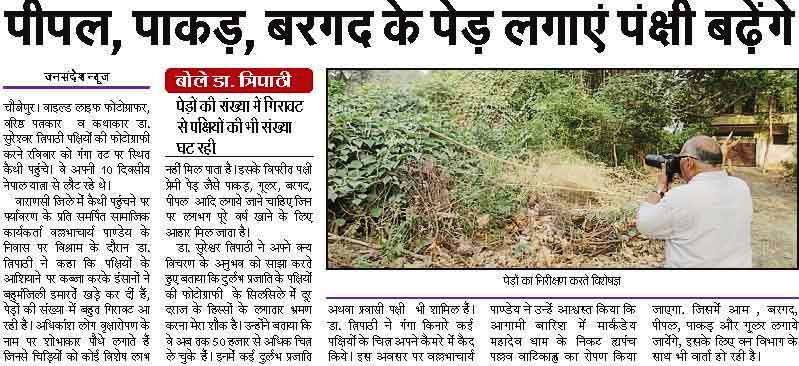 पीपल, पाकड़, बरगद के पेड़ लगाएं पंक्षी बढ़ेंगे
जनसंदेश न्यूज
चौबेपुर। वाइल्ड लाइफ फोटोग्राफर,
वरिष्ठ पत्रकार व कथाकार डा.
सुरेश्वर त्रिपाठी पक्षियों की फोटोग्राफी
करने रविवार को गंगा तट पर स्थित
कैथी पहुंचे। वे अपनी 10 दिवसीय
नेपाल यात्रा से लौट रहे थे।
वाराणसी जिले में कैथी पहुंचने पर
पर्यावरण के प्रति समर्पित सामाजिक
कार्यकर्ता वल्लभाचार्य पाण्डेय के
निवास पर विश्राम के दौरान डा.
त्रिपाठी ने कहा कि पक्षियों के
आशियाने पर कब्जा करके इंसानों ने
बहुमंजिली इमारतें खड़े कर दी हैं,
पेड़ों की संख्या में बहुत गिरावट आ
रही है। अधिकांश लोग वृक्षारोपण के
नाम पर शोभाकार पौधे लगाते हैं
जिनसे चिड़ियों को कोई विशेष लाभ
बोले डा. त्रिपाठी
पेड़ों की संख्या में गिरावट
से पक्षियों की भी संख्या
घट रही
नहीं मिल पाता है। इसके विपरीत पक्षी
प्रेमी पेड़ जैसे पाकड़, गूलर, बरगद,
पीपल आदि लगाये जाने चाहिए जिन
पर लगभग पूरे वर्ष खाने के लिए
आहार मिल जाता है।
डा. सुरेश्वर त्रिपाठी ने अपने वन्य
विचरण के अनुभव को साझा करते
हुए बताया कि दुर्लभ प्रजाति के पक्षियों
की फोटोग्राफी के सिलसिले में दूर
दराज के हिस्सों के लगातार भ्रमण
करना मेरा शौक है। उन्होंने बताया कि
वे अब तक 50 हजार से अधिक चित्र
ले चुके हैं। इनमें कई दुर्लभ प्रजाति
पेड़ों का निरीक्षण करते विशेषज्ञ
अथवा प्रवासी पक्षी भी शामिल हैं।
डा. त्रिपाठी ने गंगा किनारे कई
पक्षियों के चित्र अपने कैमरे में कैद
किये। इस अवसर पर वल्लभाचार्य
पाण्डेय ने उन्हें आश्वस्त किया कि
आगामी बारिश में मार्कंडेय
महादेव धाम के निकट ह्यपंच
पल्लव वाटिकाह्न का रोपण किया
जाएगा। जिसमें आम , बरगद,
पीपल, पाकड़ और गूलर लगाये
जायेंगे, इसके लिए वन विभाग के
साथ भी वार्ता हो रही है।